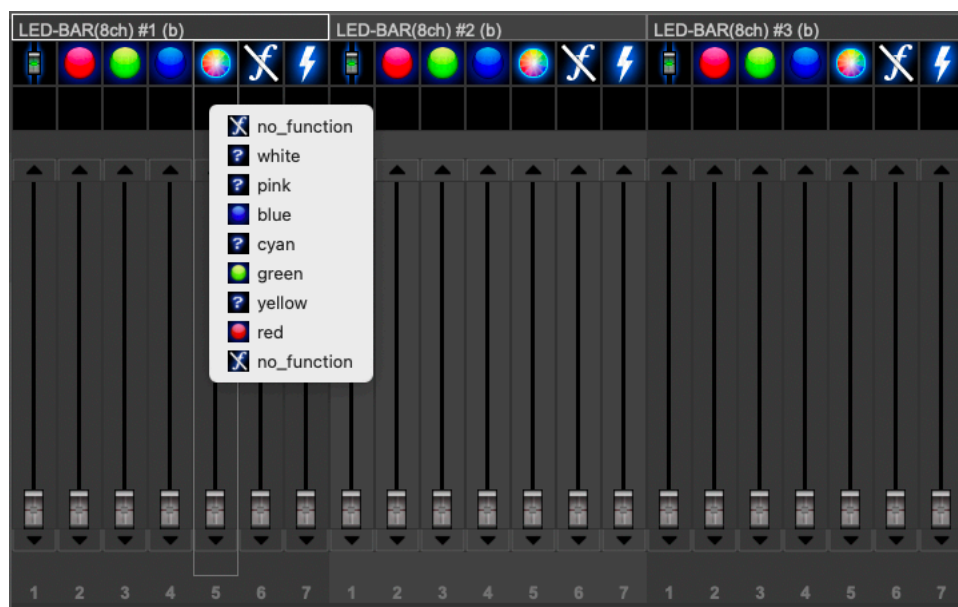 LED-BAR(8ch) #1 (b) LED-BAR(8ch) #2 (b) LED-BAR(8ch) #3 (b)
no_function
white
pink
blue
cyan
green
yellow
red
no_function
1 2 3 4 5 6 7 1 2 3 4 5 6 7 1 2 3 4 5 6 7